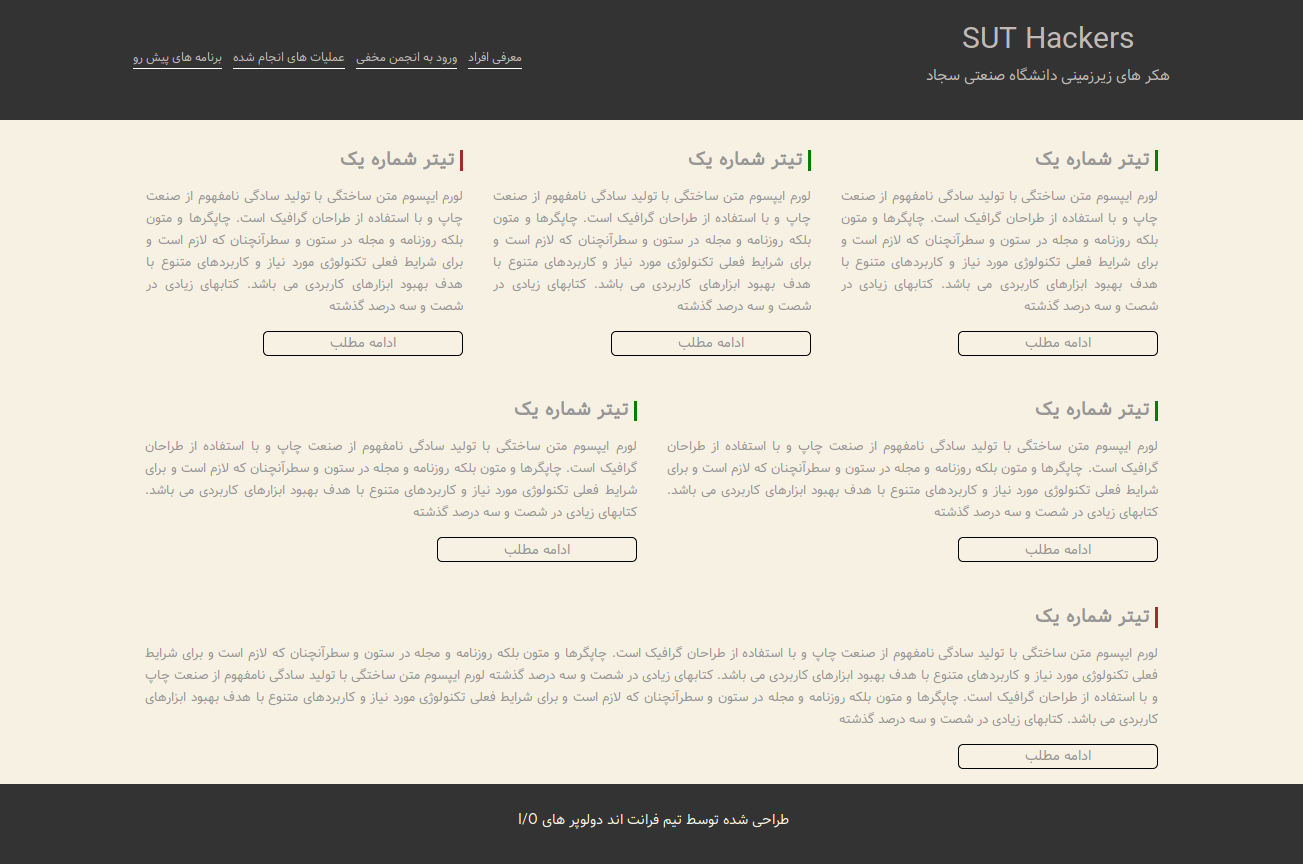 SUT Hackers
هکر های زیرزمینی دانشگاه صنعتی سجاد
معرفی افراد ورود به انجمن مخفی عملیات های انجام شده برنامه های پیش رو
تیتر شماره یک
لورم ایپسوم متن ساختگی با تولید سادگی نامفهوم از صنعت
چاپ و با استفاده از طراحان گرافیک است. چاپگرها و متون
بلکه روزنامه و مجله در ستون و سطرآنچنان که لازم است و
برای شرایط فعلی تکنولوژی مورد نیاز و کاربردهای متنوع با
هدف بهبود ابزارهای کاربردی می باشد. کتابهای زیادی در
شصت و سه درصد گذشته
ادامه مطلب
تیتر شماره یک
لورم ایپسوم متن ساختگی با تولید سادگی نامفهوم از صنعت
چاپ و با استفاده از طراحان گرافیک است. چاپگرها و متون
بلکه روزنامه و مجله در ستون و سطرآنچنان که لازم است و
برای شرایط فعلی تکنولوژی مورد نیاز و کاربردهای متنوع با
هدف بهبود ابزارهای کاربردی می باشد. کتابهای زیادی در
شصت و سه درصد گذشته
ادامه مطلب
تیتر شماره یک
لورم ایپسوم متن ساختگی با تولید سادگی نامفهوم از صنعت
چاپ و با استفاده از طراحان گرافیک است. چاپگرها و متون
بلکه روزنامه و مجله در ستون و سطرآنچنان که لازم است و
برای شرایط فعلی تکنولوژی مورد نیاز و کاربردهای متنوع با
هدف بهبود ابزارهای کاربردی می باشد. کتابهای زیادی در
شصت و سه درصد گذشته
ادامه مطلب
تیتر شماره یک
لورم ایپسوم متن ساختگی با تولید سادگی نامفهوم از صنعت چاپ و با استفاده از طراحان
گرافیک است. چاپگرها و متون بلکه روزنامه و مجله در ستون و سطرآنچنان که لازم است و برای
شرایط فعلی تکنولوژی مورد نیاز و کاربردهای متنوع با هدف بهبود ابزارهای کاربردی می باشد.
کتابهای زیادی در شصت و سه درصد گذشته
ادامه مطلب
تیتر شماره یک
لورم ایپسوم متن ساختگی با تولید سادگی نامفهوم از صنعت چاپ و با استفاده از طراحان
گرافیک است. چاپگرها و متون بلکه روزنامه و مجله در ستون و سطرآنچنان که لازم است و برای
شرایط فعلی تکنولوژی مورد نیاز و کاربردهای متنوع با هدف بهبود ابزارهای کاربردی می باشد.
کتابهای زیادی در شصت و سه درصد گذشته
ادامه مطلب
تیتر شماره یک
لورم ایپسوم متن ساختگی با تولید سادگی نامفهوم از صنعت چاپ و با استفاده از طراحان گرافیک است. چاپگرها و متون بلکه روزنامه و مجله در ستون و سطرآنچنان که لازم است و برای شرایط
فعلی تکنولوژی مورد نیاز و کاربردهای متنوع با هدف بهبود ابزارهای کاربردی می باشد. کتابهای زیادی در شصت و سه درصد گذشته لورم ایپسوم متن ساختگی با تولید سادگی نامفهوم از صنعت چاپ
و با استفاده از طراحان گرافیک است. چاپگرها و متون بلکه روزنامه و مجله در ستون و سطرآنچنان که لازم است و برای شرایط فعلی تکنولوژی مورد نیاز و کاربردهای متنوع با هدف بهبود ابزارهای
کاربردی می باشد. کتابهای زیادی در شصت و سه درصد گذشته
ادامه مطلب
طراحی شده توسط تیم فرانت اند دولوپر های I/O